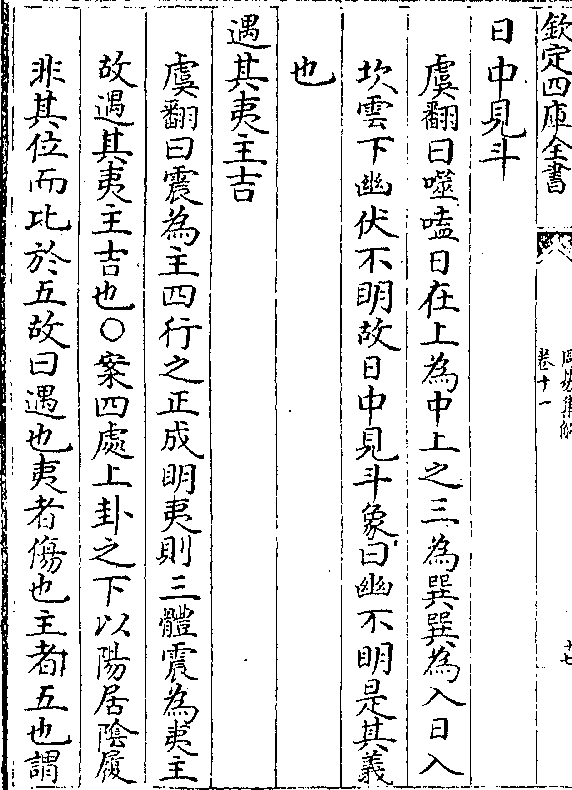 欽定四庫全書
周易集解
卷十一
十七
日中見斗
虞翻曰噬嗑日在上為中上之三為巽巽為入日入
坎雲下幽伏不明故日中見斗象曰幽不明是其義
也
遇其夷主吉
虞翻曰震為主四行之正成明夷則三體震為夷主
故遇其夷主吉也○案四處上卦之下以陽居陰履
非其位而比於五故曰遇也夷者傷也主者五也謂